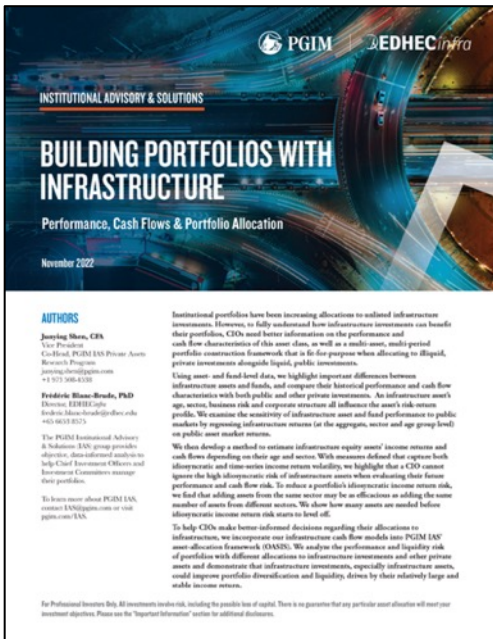 PGIM
EDHECinfra
INSTITUTIONAL ADVISORY & SOLUTIONS
BUILDING PORTFOLIOS WITH
INFRASTRUCTURE
Performance, Cash Flows & Portfolio Allocation
November 2022
AUTHORS
Junying Shen, CFA
Vice President
Co-Head, PGIM IAS Private Assets
Research Program
junying.shen@pgim.com
Frédéric Blanc-Brude, PhD
Director, EDHECinfra
frederic.blanc-brude@edhec.edu
The PGIM Institutional Advisory
& Solutions (IAS) group provides
objective, data-informed analysis to
help Chief Investment Officers and
Investment Committees manage
their portfolios.
To learn more about PGIM IAS,
contact IAS@pgim.com or visit
pgim.com/IAS.
Institutional portfolios have been increasing allocations to unlisted infrastructure
investments. However, to fully understand how infrastructure investments can benefit
their portfolios, CIOs need better information on the performance and
cash flow characteristics of this asset class, as well as a multi-asset, multi-period
portfolio construction framework that is fit-for-purpose when allocating to illiquid,
private investments alongside liquid, public investments.
Using asset- and fund-level data, we highlight important differences between
infrastructure assets and funds, and compare their historical performance and cash flow
characteristics with both public and other private investments. An infrastructure asset's
age, sector, business risk and corporate structure all influence the asset's risk-return
profile. We examine the sensitivity of infrastructure asset and fund performance to public
markets by regressing infrastructure returns (at the aggregate, sector and age group level)
on public asset market returns.
We then develop a method to estimate infrastructure equity assets' income returns and
cash flows depending on their age and sector. With measures defined that capture both
idiosyncratic and time-series income return volatility, we highlight that a CIO cannot
ignore the high idiosyncratic risk of infrastructure assets when evaluating their future
performance and cash flow risk. To reduce a portfolio's idiosyncratic income return risk,
we find that adding assets from the same sector may be as efficacious as adding the same
number of assets from different sectors. We show how many assets are needed before
idiosyncratic income return risk starts to level off.
To help CIOs make better-informed decisions regarding their allocations to
infrastructure, we incorporate our infrastructure cash flow models into PGIM IAS'
asset-allocation framework (OASIS). We analyze the performance and liquidity risk
of portfolios with different allocations to infrastructure investments and other private
assets and demonstrate that infrastructure investments, especially infrastructure assets,
could improve portfolio diversification and liquidity, driven by their relatively large and
stable income return.
For Professional Investors Only. All investments involve risk, including the possible loss of capital. There is no guarantee that any particular asset allocation will meet your
investment objectives. Please see the "Important Information" section for additional disclosures.